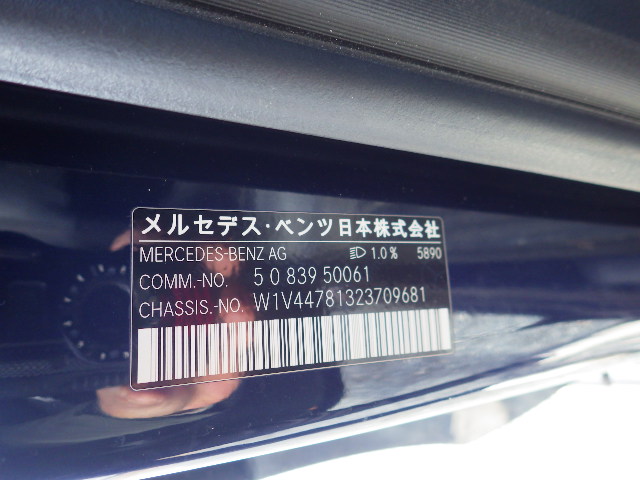 メルセデス・ベンツ日本株式会社
MERCEDES-BENZ AG 1.0% 5890
COMM.-NO. 5 0 839 50061
CHASSIS.-NO. W1V44781323709681